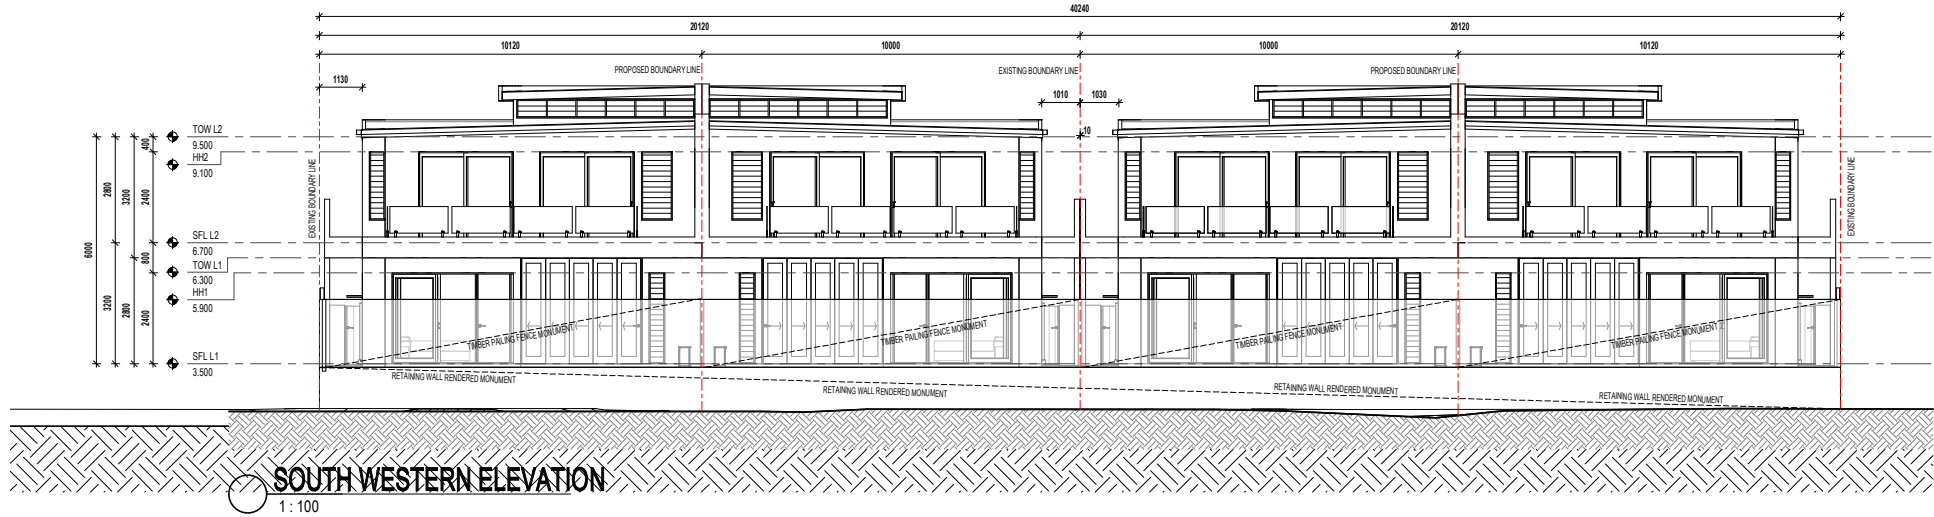 40240
20120
20120
10120
10000
10000
10120
PROPOSED BOUNDARY LINE
EXISTING BOUNDARY LINE
PROPOSED BOUNDARY LINE
1130
1010
1030
10
TOW L2
9.500
HH2
9.100
SFL L2
6.700
TOW L1
6.300
HH1
5.900
SFL L1
3.500
6000
2800
3200
3200
2800
400
2400
800
2400
EXISTING BOUNDARY LINE
EXISTING BOUNDARY LINE
TIMBER PAILING FENCE MONUMENT
TIMBER PAILING FENCE MONUMENT
TIMBER PAILING FENCE MONUMENT
TIMBER PAILING FENCE MONUMENT
RETAINING WALL RENDERED MONUMENT
RETAINING WALL RENDERED MONUMENT
RETAINING WALL RENDERED MONUMENT
RETAINING WALL RENDERED MONUMENT
SOUTH WESTERN ELEVATION
1 : 100